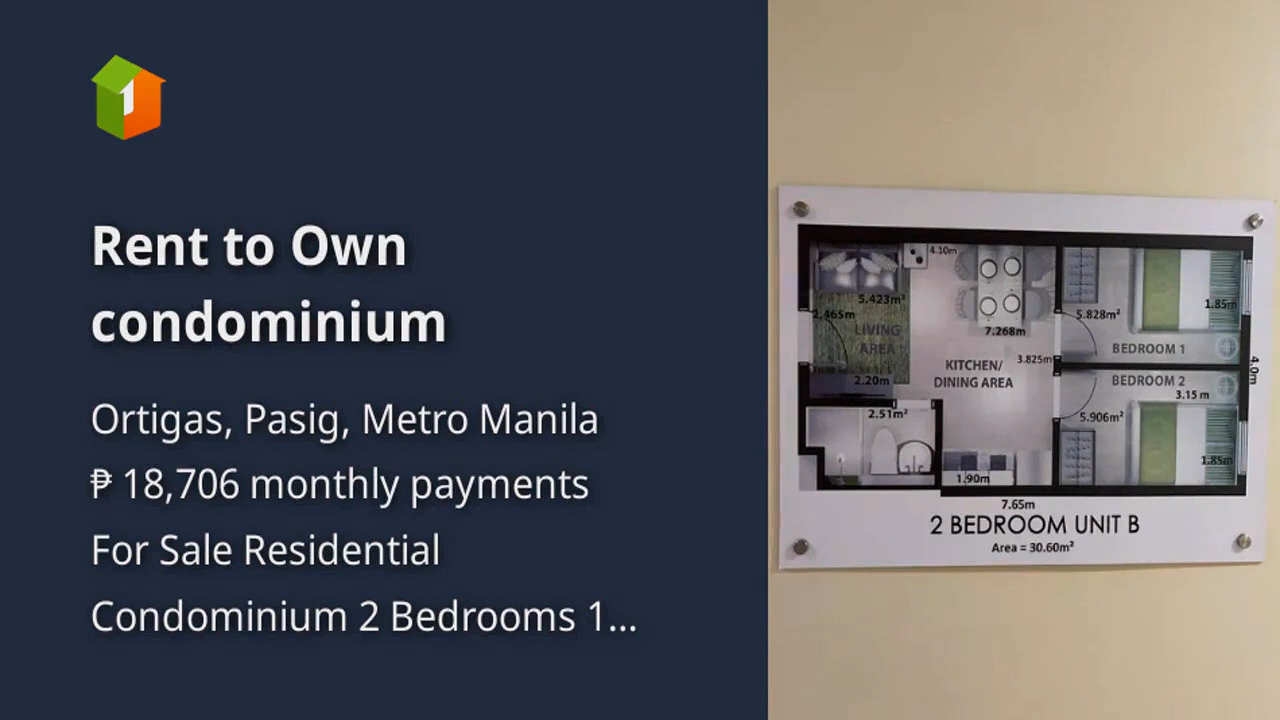 Rent to Own
condominium
Ortigas, Pasig, Metro Manila
₱ 18,706 monthly payments
For Sale Residential
Condominium 2 Bedrooms 1...
4.10m
5.423m²
2.465m
LIVING
AREA
2.20m
7.268m
3.825m
KITCHEN/
DINING AREA
5.828m²
1.85m
BEDROOM 1
4.0m
BEDROOM 2
3.15 m
5.906m²
1.85m
2.51m²
1.90m
7.65m
2 BEDROOM UNIT B
Area = 30.60m²